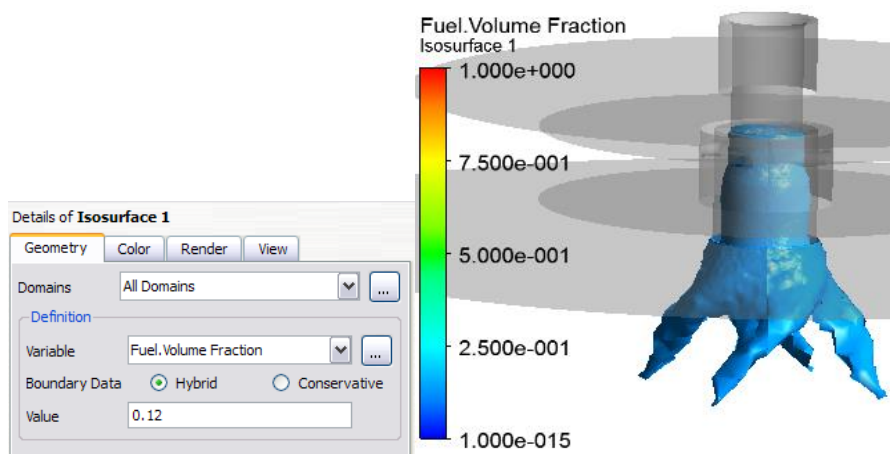 Fuel.Volume Fraction
Isosurface 1
1.000e+000
7.500e-001
5.000e-001
2.500e-001
1.000e-015
Details of Isosurface 1
Geometry Color Render View
Domains All Domains ...
Definition
Variable Fuel.Volume Fraction ...
Boundary Data Hybrid Conservative
Value 0.12